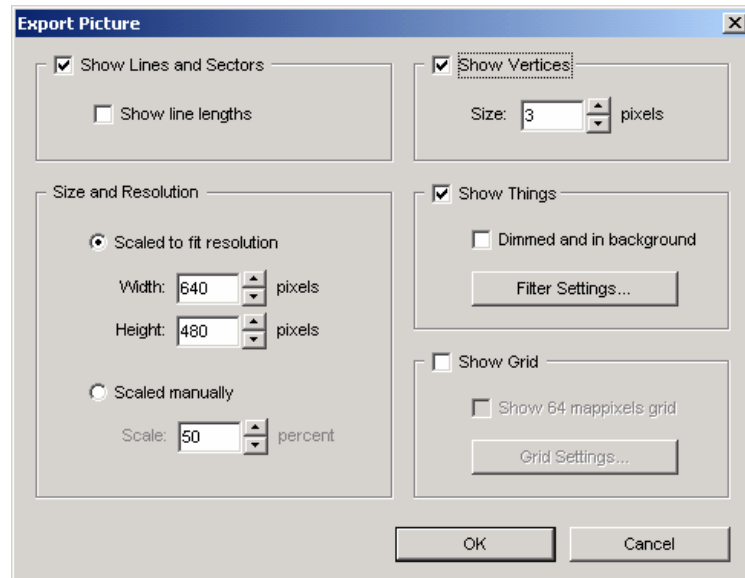 Export Picture
Show Lines and Sectors
Show line lengths
Show Vertices
Size: 3 pixels
Size and Resolution
Scaled to fit resolution
Width: 640 pixels
Height: 480 pixels
Scaled manually
Scale: 50 percent
Show Things
Dimmed and in background
Filter Settings...
Show Grid
Show 64 mappixels grid
Grid Settings...
OK
Cancel